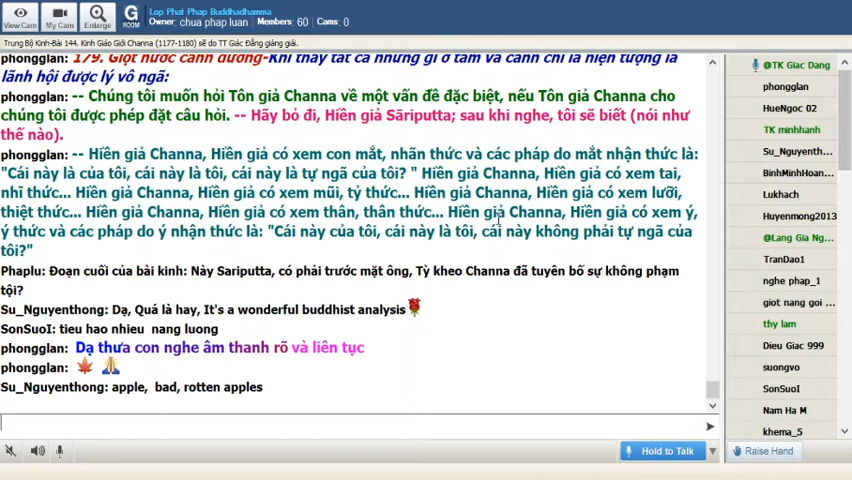 View Cam
My Cam
Enlarge
G
ROOM
Lop Phat Phap Buddhadhamma
Owner: chua phap luan
Members: 60
Cams: 0
Trung Bộ Kinh-Bài 144. Kinh Giáo Giới Channa (1177-1180) sẽ do TT Giác Đẳng giảng giải.
phongglan: 179. Giọt nước cành dương-Khi thấy tất cả những gì ở tâm và cảnh chỉ là hiện tượng là
lãnh hội được lý vô ngã:
phongglan: -- Chúng tôi muốn hỏi Tôn giả Channa về một vấn đề đặc biệt, nếu Tôn giả Channa cho
chúng tôi được phép đặt câu hỏi. -- Hãy bỏ đi, Hiền giả Sāriputta; sau khi nghe, tôi sẽ biết (nói như
thế nào).
phongglan: -- Hiền giả Channa, Hiền giả có xem con mắt, nhãn thức và các pháp do mắt nhận thức là:
"Cái này là của tôi, cái này là tôi, cái này là tự ngã của tôi? " Hiền giả Channa, Hiền giả có xem tai,
nhĩ thức... Hiền giả Channa, Hiền giả có xem mũi, tỷ thức... Hiền giả Channa, Hiền giả có xem lưỡi,
thiệt thức... Hiền giả Channa, Hiền giả có xem thân, thân thức... Hiền giả Channa, Hiền giả có xem ý,
ý thức và các pháp do ý nhận thức là: "Cái này của tôi, cái này là tôi, cái này không phải tự ngã của
tôi?"
Phaplu: Đoạn cuối của bài kinh: Này Sariputta, có phải trước mặt ông, Tỳ kheo Channa đã tuyên bố sự không phạm
tội?
Su_Nguyenthong: Dạ, Quá là hay, It's a wonderful buddhist analysis
SonSuoI: tieu hao nhieu nang luong
phongglan: Dạ thưa con nghe âm thanh rõ và liên tục
phongglan:
Su_Nguyenthong: apple, bad, rotten apples
Hold to Talk
@TK Giac Dang
phongglan
HueNgoc 02
TK minhhanh
Su_Nguyenth...
BinhMinhHoan...
Lukhach
Huyenmong2013
@Lang Gia Ng...
TranDao1
nghe phap_1
giot nang goi ...
thy lam
Dieu Giac 999
suongvo
SonSuoI
Nam Ha M
khema_5
Raise Hand